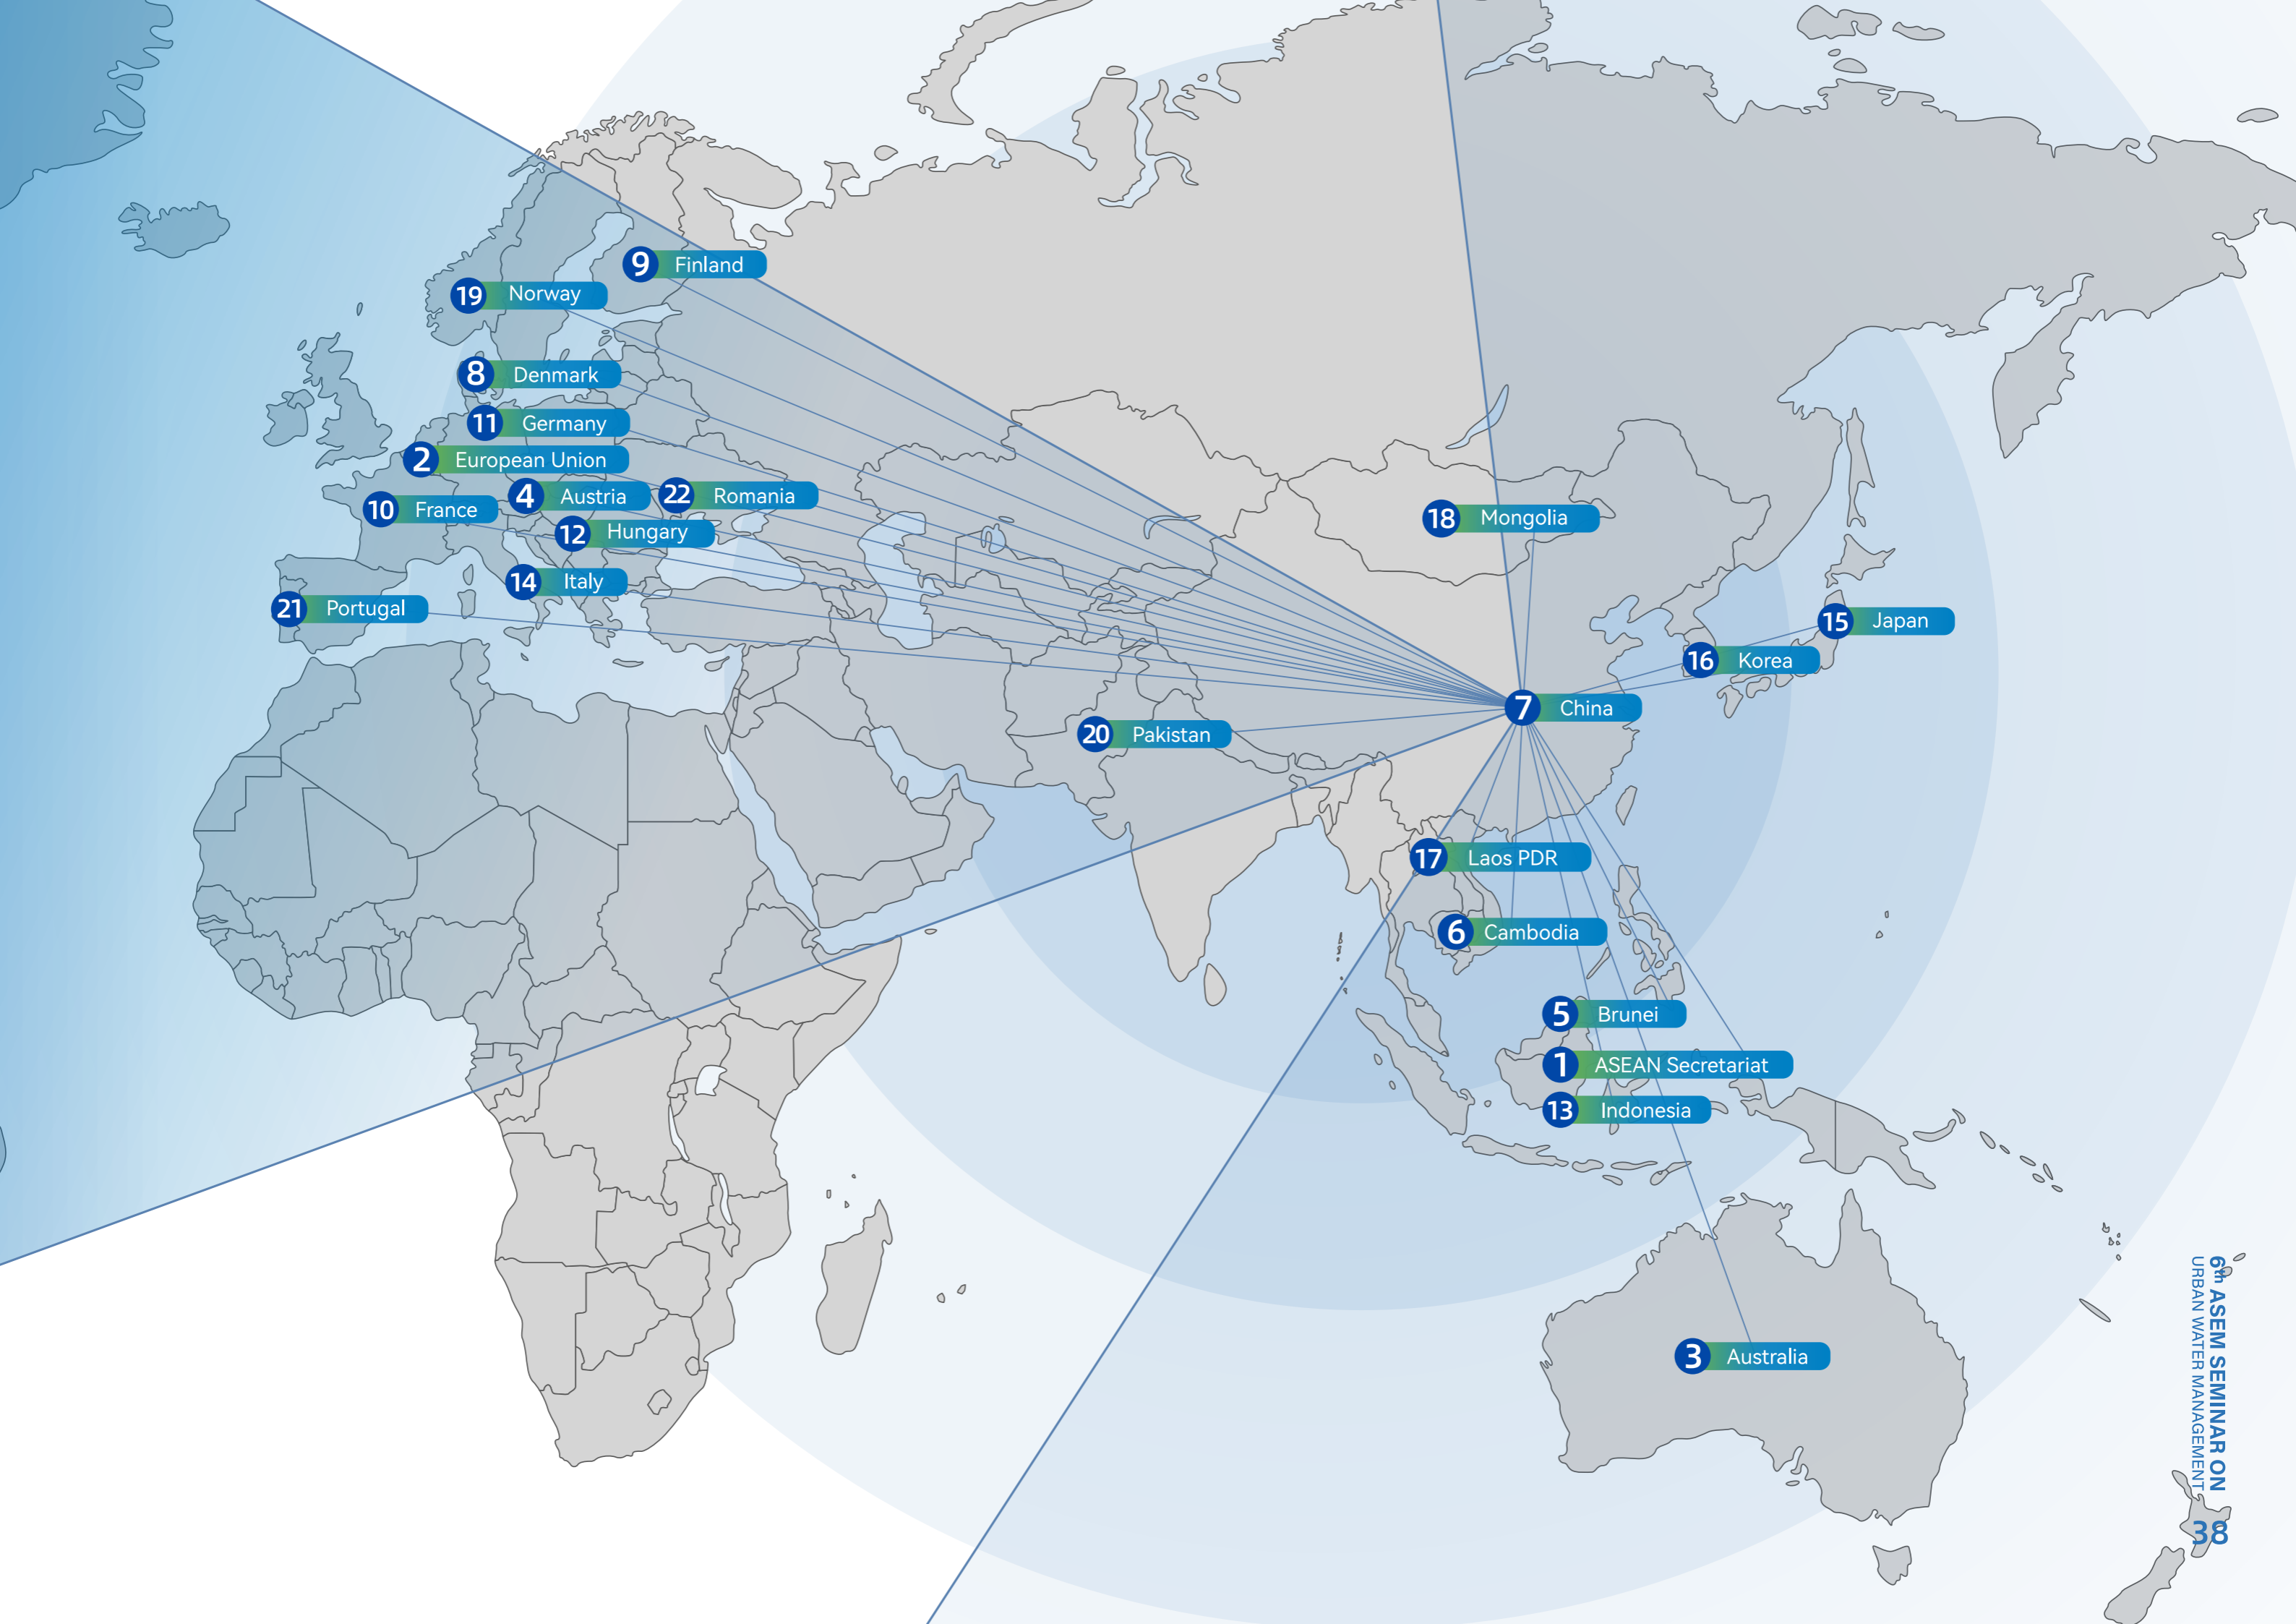 9 Finland
19 Norway
8 Denmark
11 Germany
2 European Union
4 Austria
22 Romania
10 France
12 Hungary
14 Italy
21 Portugal
18 Mongolia
15 Japan
16 Korea
7 China
20 Pakistan
17 Laos PDR
6 Cambodia
5 Brunei
1 ASEAN Secretariat
13 Indonesia
3 Australia
6th ASEM SEMINAR ON
URBAN WATER MANAGEMENT
38